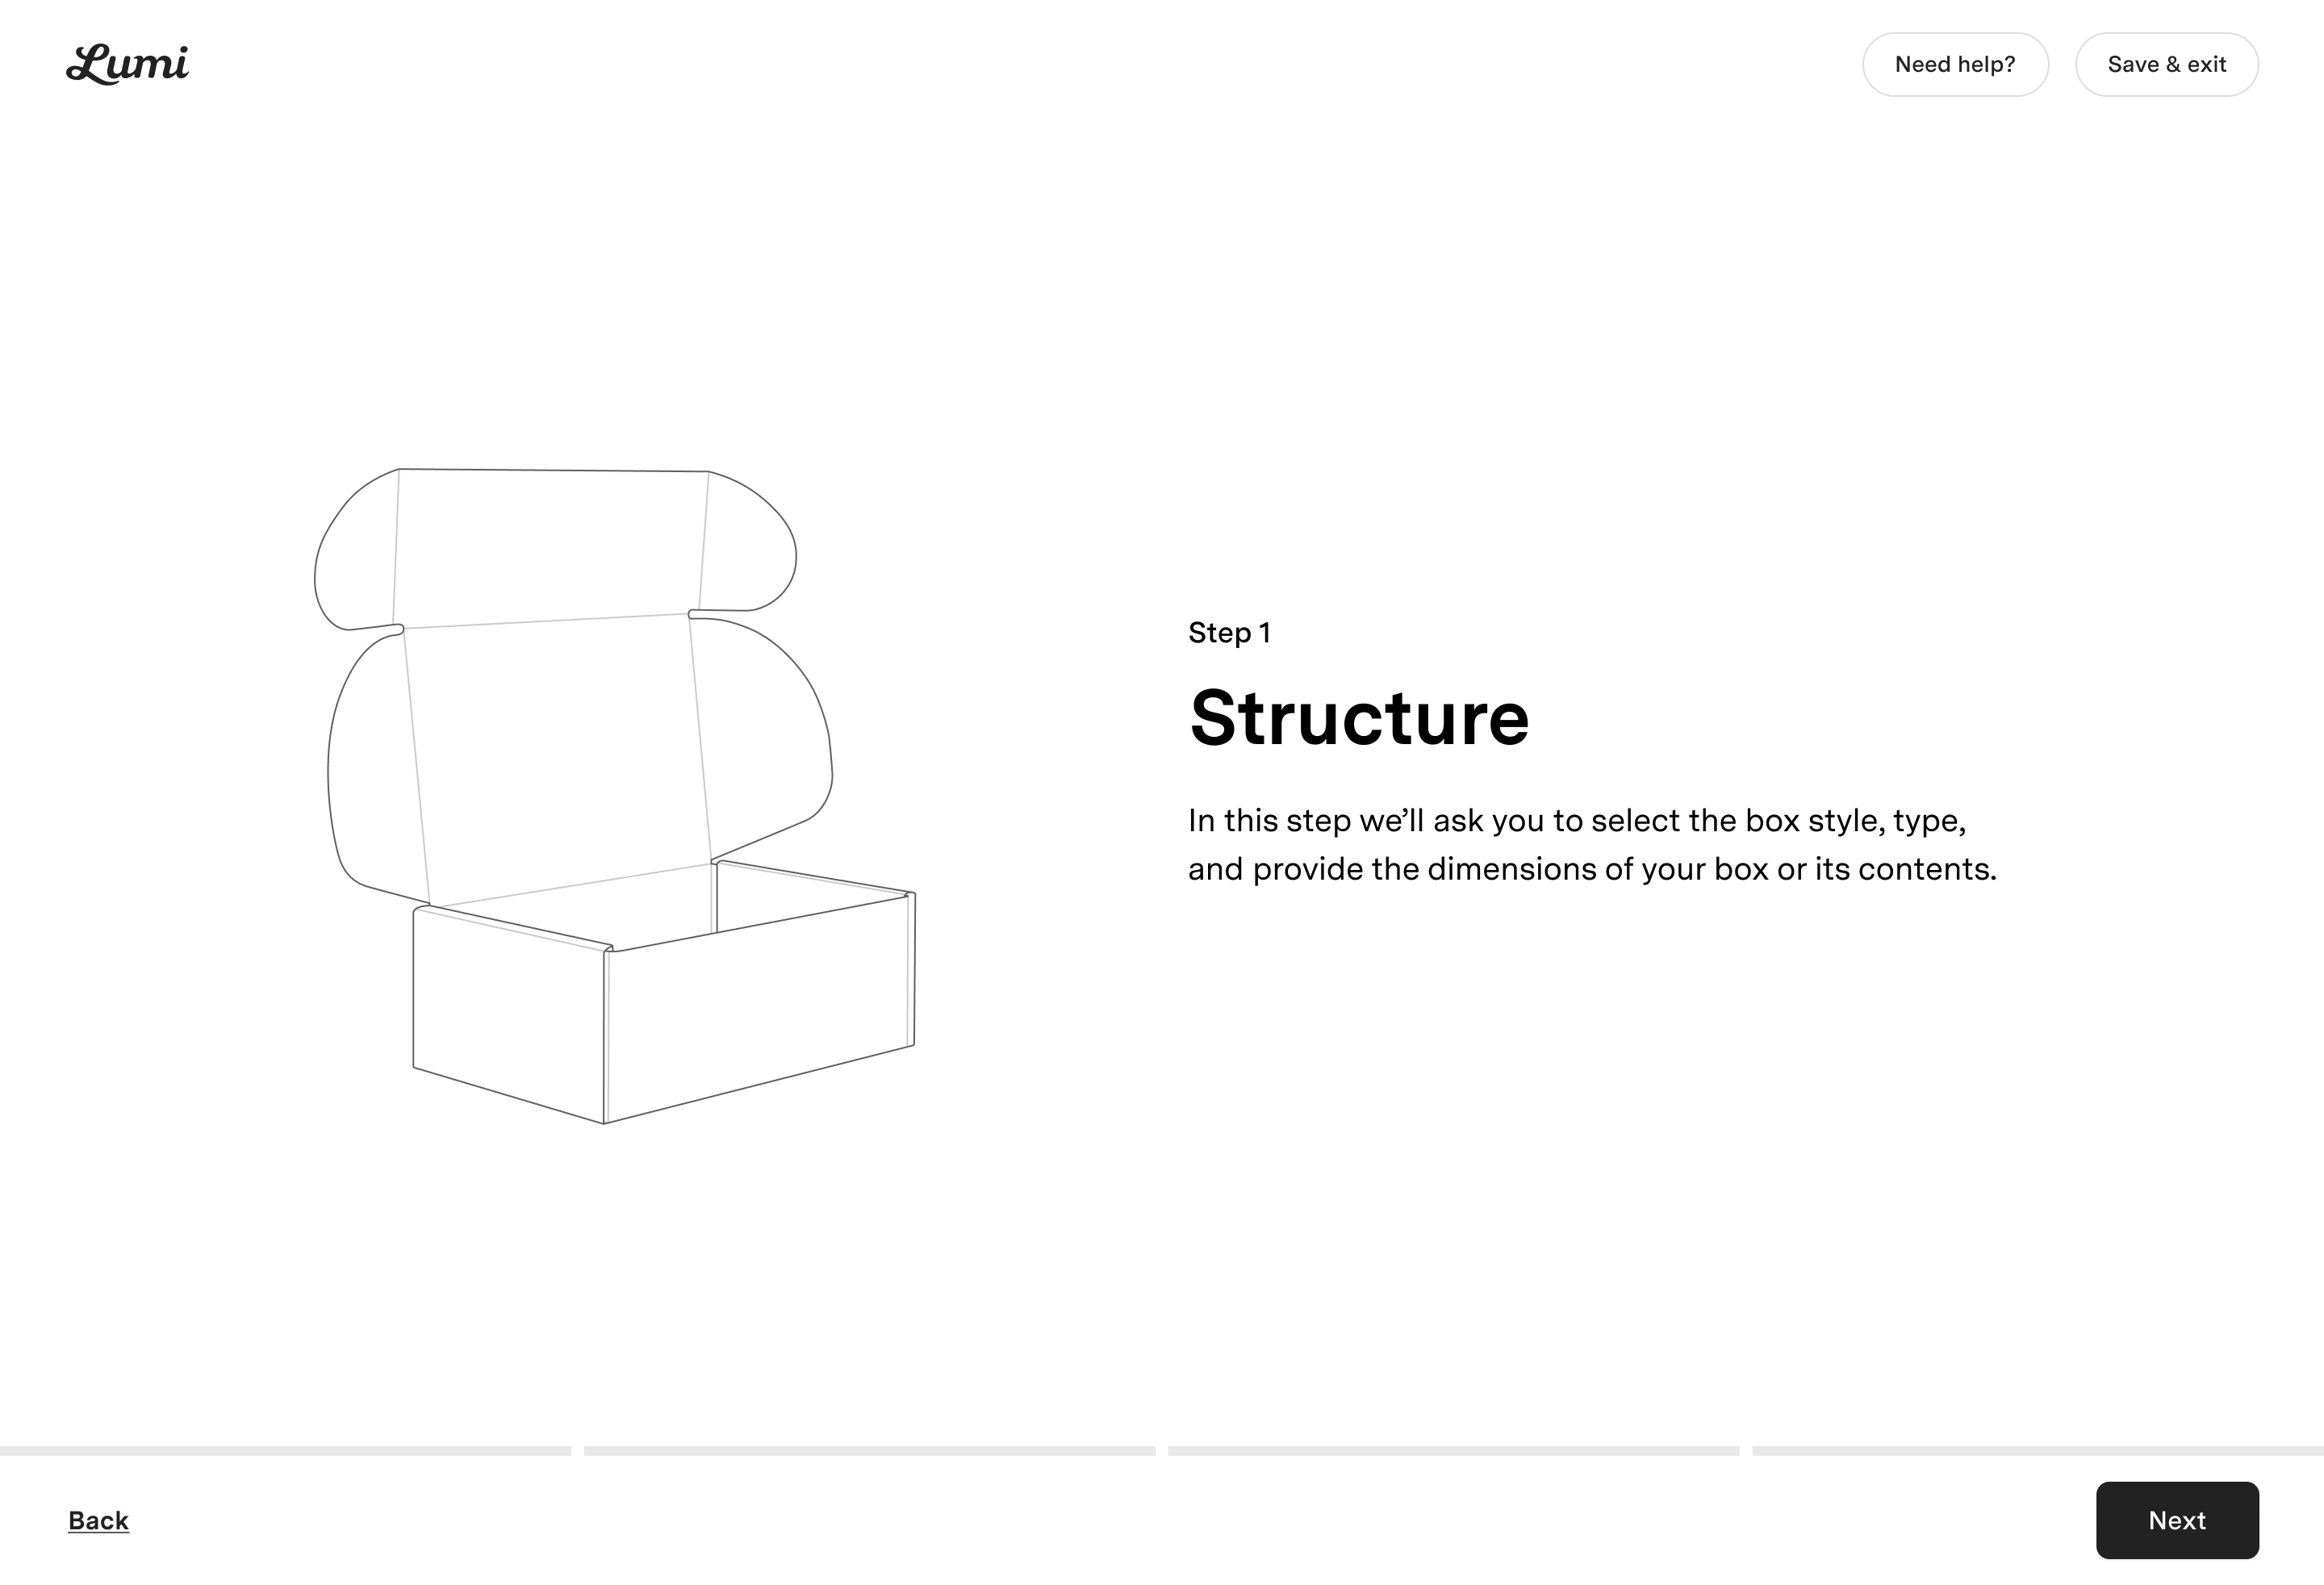 Lumi
Need help?
Save & exit
Step 1
Structure
In this step we’ll ask you to select the box style, type,
and provide the dimensions of your box or its contents.
Back
Next